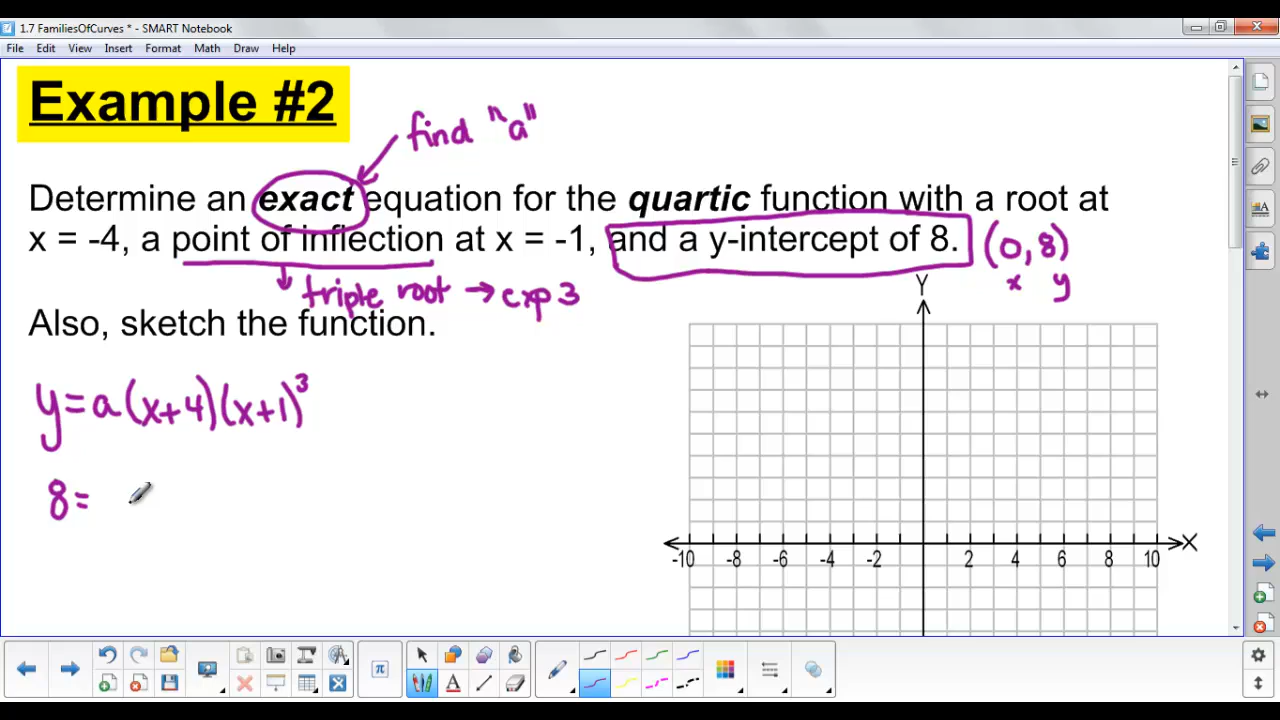 1.7 FamiliesOfCurves * - SMART Notebook
File Edit View Insert Format Math Draw Help
Example #2
find "a"
Determine an exact equation for the quartic function with a root at
x = -4, a point of inflection at x = -1, and a y-intercept of 8. (0,8)
x y
triple root → exp 3
Also, sketch the function.
Y
y=a(x+4)(x+1)³
8=
X
-10 -8 -6 -4 -2 2 4 6 8 10
π
A